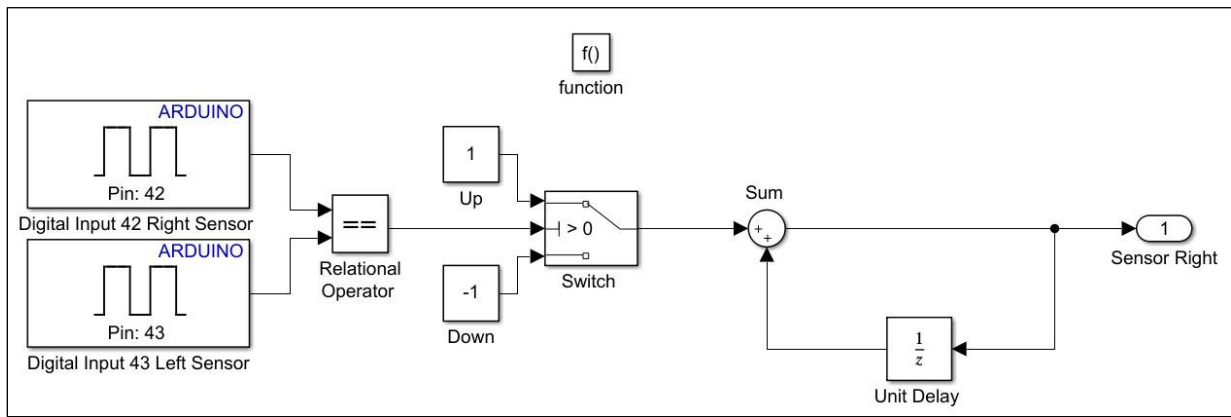 f()
function
ARDUINO
Pin: 42
Digital Input 42 Right Sensor
ARDUINO
Pin: 43
Digital Input 43 Left Sensor
==
Relational
Operator
1
Up
-1
Down
> 0
Switch
Sum
+
+
1
z
Unit Delay
1
Sensor Right